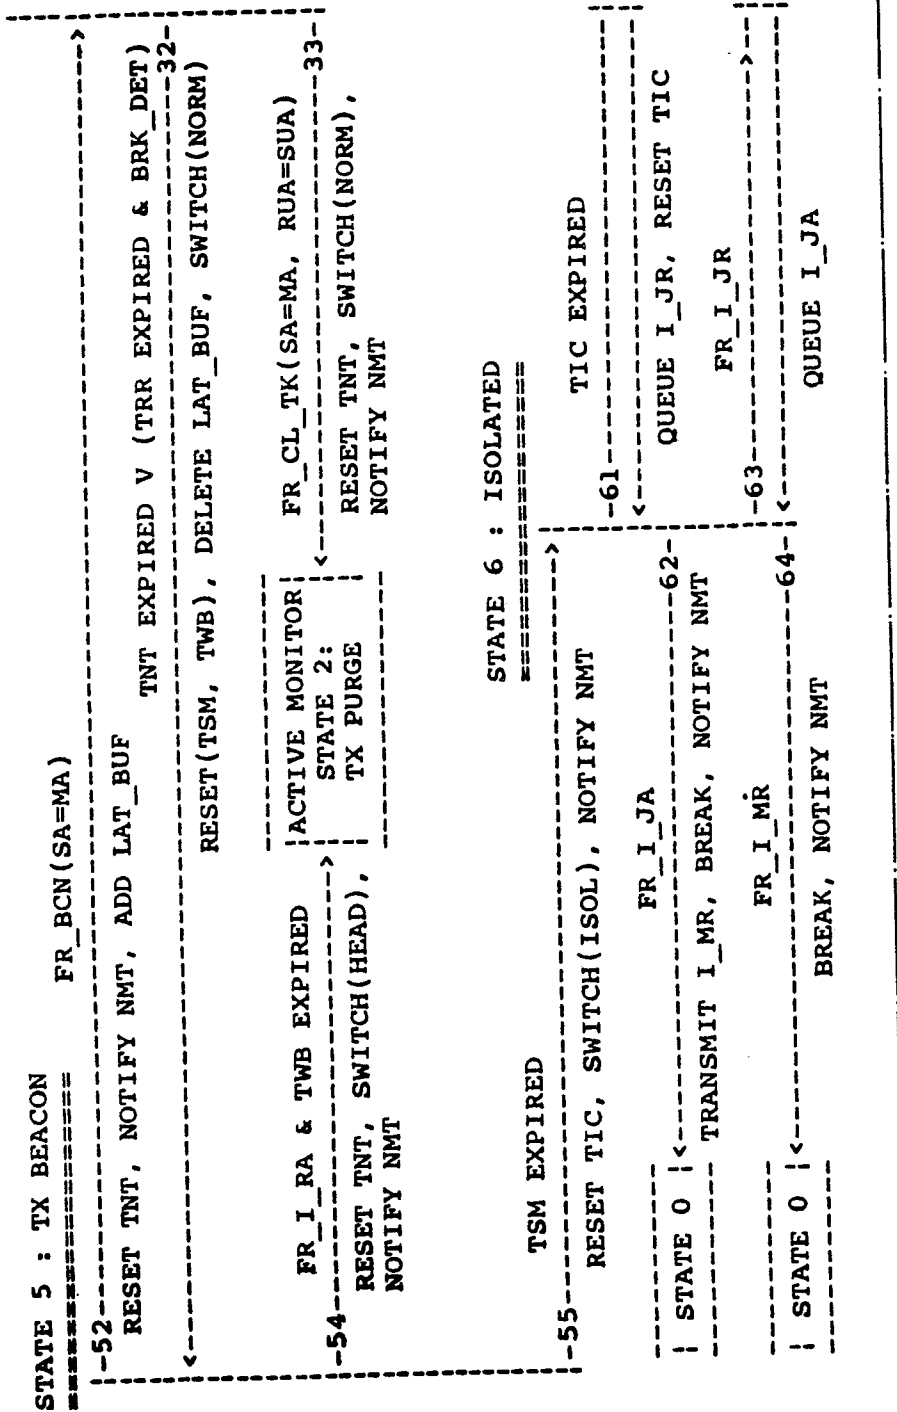 STATE 5 : TX BEACON
==================
FR_BCN(SA=MA)
-52-
RESET TNT, NOTIFY NMT, ADD LAT_BUF
TNT EXPIRED V (TRR EXPIRED & BRK_DET)
-32-
RESET(TSM, TWB), DELETE LAT_BUF, SWITCH(NORM)
FR_I_RA & TWB EXPIRED
-54-
RESET TNT, SWITCH(HEAD),
NOTIFY NMT
ACTIVE MONITOR
STATE 2:
TX PURGE
FR_CL_TK(SA=MA, RUA=SUA)
-33-
RESET TNT, SWITCH(NORM),
NOTIFY NMT
STATE 6 : ISOLATED
==================
TSM EXPIRED
-55-
RESET TIC, SWITCH(ISOL), NOTIFY NMT
TIC EXPIRED
-61-
QUEUE I_JR, RESET TIC
FR_I_JA
STATE 0
-62-
TRANSMIT I_MR, BREAK, NOTIFY NMT
FR_I_JR
-63-
QUEUE I_JA
FR_I_MR
STATE 0
-64-
BREAK, NOTIFY NMT